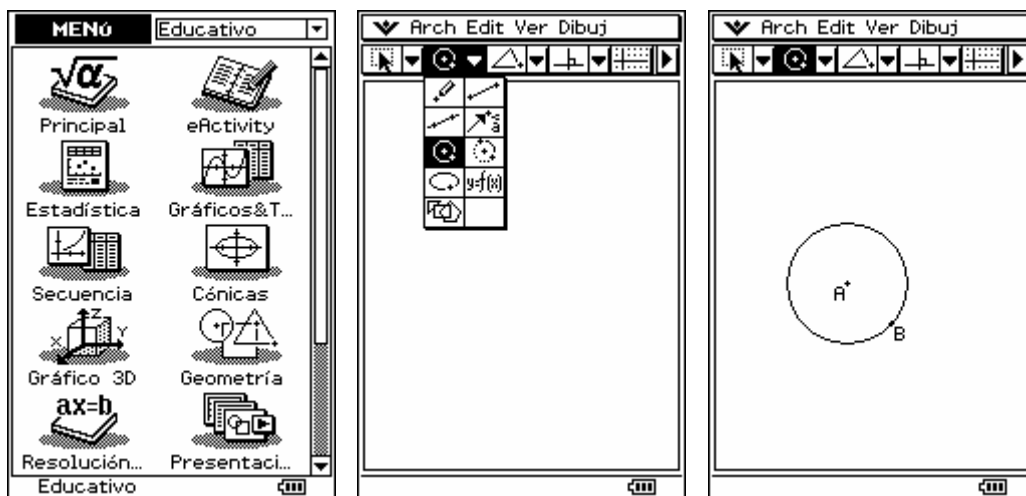 MENú Educativo
√α
Principal eActivity
Estadística Gráficos&T...
Secuencia Cónicas
X Z Y
r
Gráfico 3D Geometría
ax=b
Resolución... Presentaci...
Educativo
Arch Edit Ver Dibuj
y=f(x)
Arch Edit Ver Dibuj
A
B